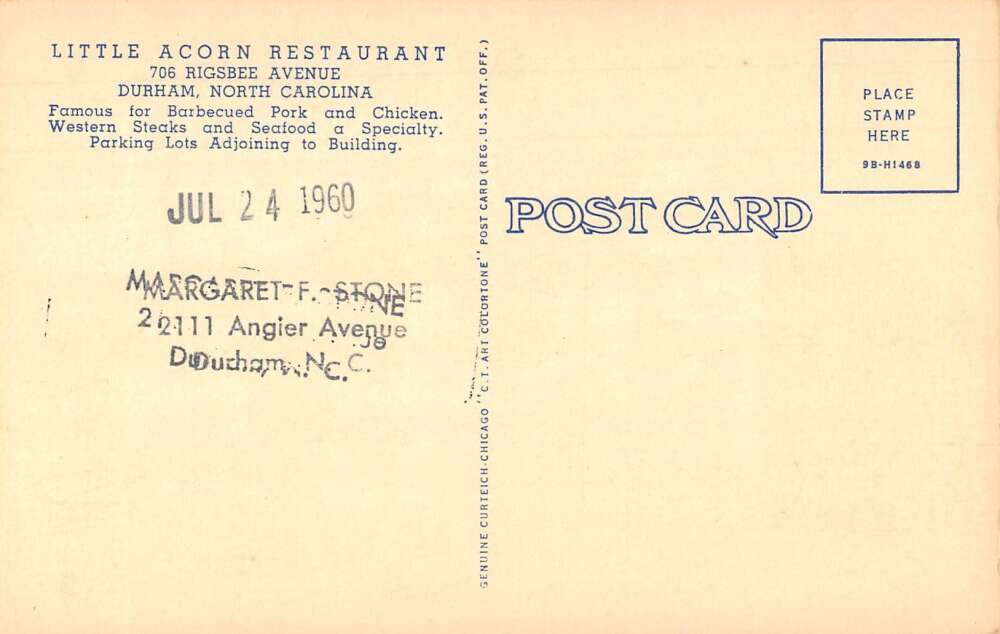 LITTLE ACORN RESTAURANT
706 RIGSBEE AVENUE
DURHAM, NORTH CAROLINA
Famous for Barbecued Pork and Chicken.
Western Steaks and Seafood a Specialty.
Parking Lots Adjoining to Building.
JUL 24 1960
MARGARET F. STONE
2111 Angier Avenue
Durham, N. C.
GENUINE CURTEICH-CHICAGO "C.T. ART COLORTONE" POST CARD (REG. U.S. PAT. OFF.)
POST CARD
PLACE
STAMP
HERE
9B-H1468